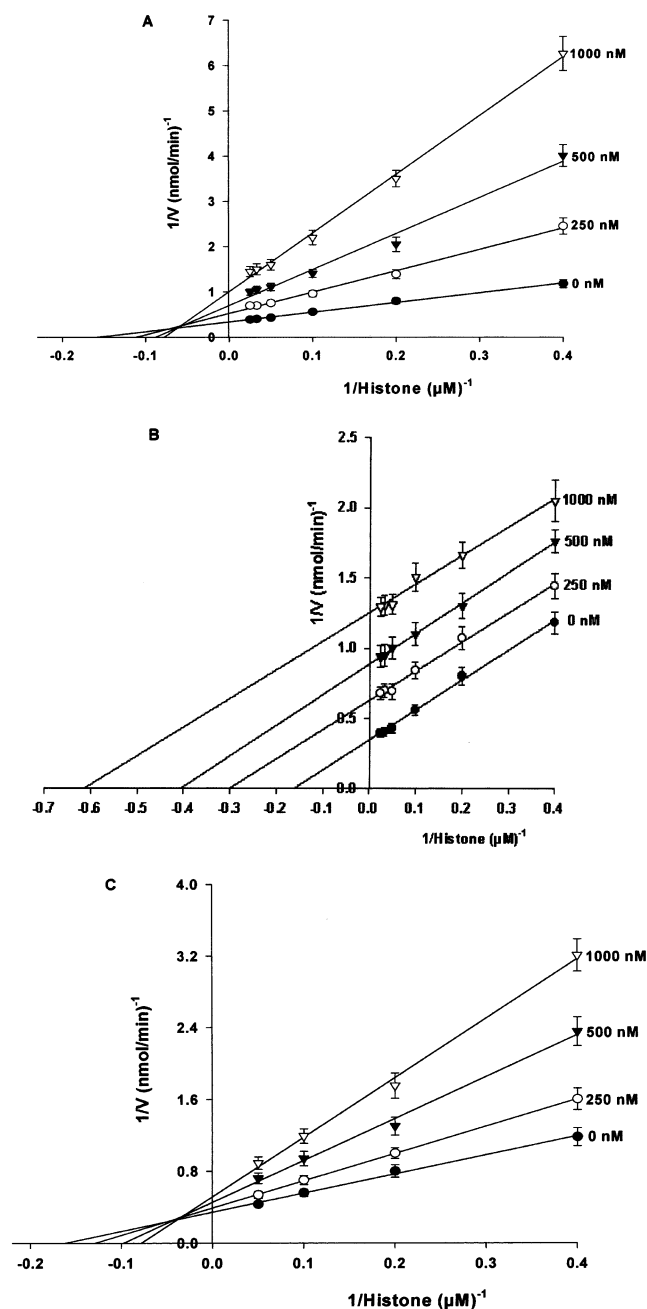 A
7
6
5
4
3
2
1
0
1/V (nmol/min)-1
1000 nM
500 nM
250 nM
0 nM
-0.2 -0.1 0.0 0.1 0.2 0.3 0.4
1/Histone (µM)-1
B
2.5
2.0
1.5
1.0
0.5
0.0
1/V (nmol/min)-1
1000 nM
500 nM
250 nM
0 nM
-0.7 -0.6 -0.5 -0.4 -0.3 -0.2 -0.1 0.0 0.1 0.2 0.3 0.4
1/Histone (µM)-1
C
4.0
3.2
2.4
1.6
0.8
0.0
1/V (nmol/min)-1
1000 nM
500 nM
250 nM
0 nM
-0.2 -0.1 0.0 0.1 0.2 0.3 0.4
1/Histone (µM)-1